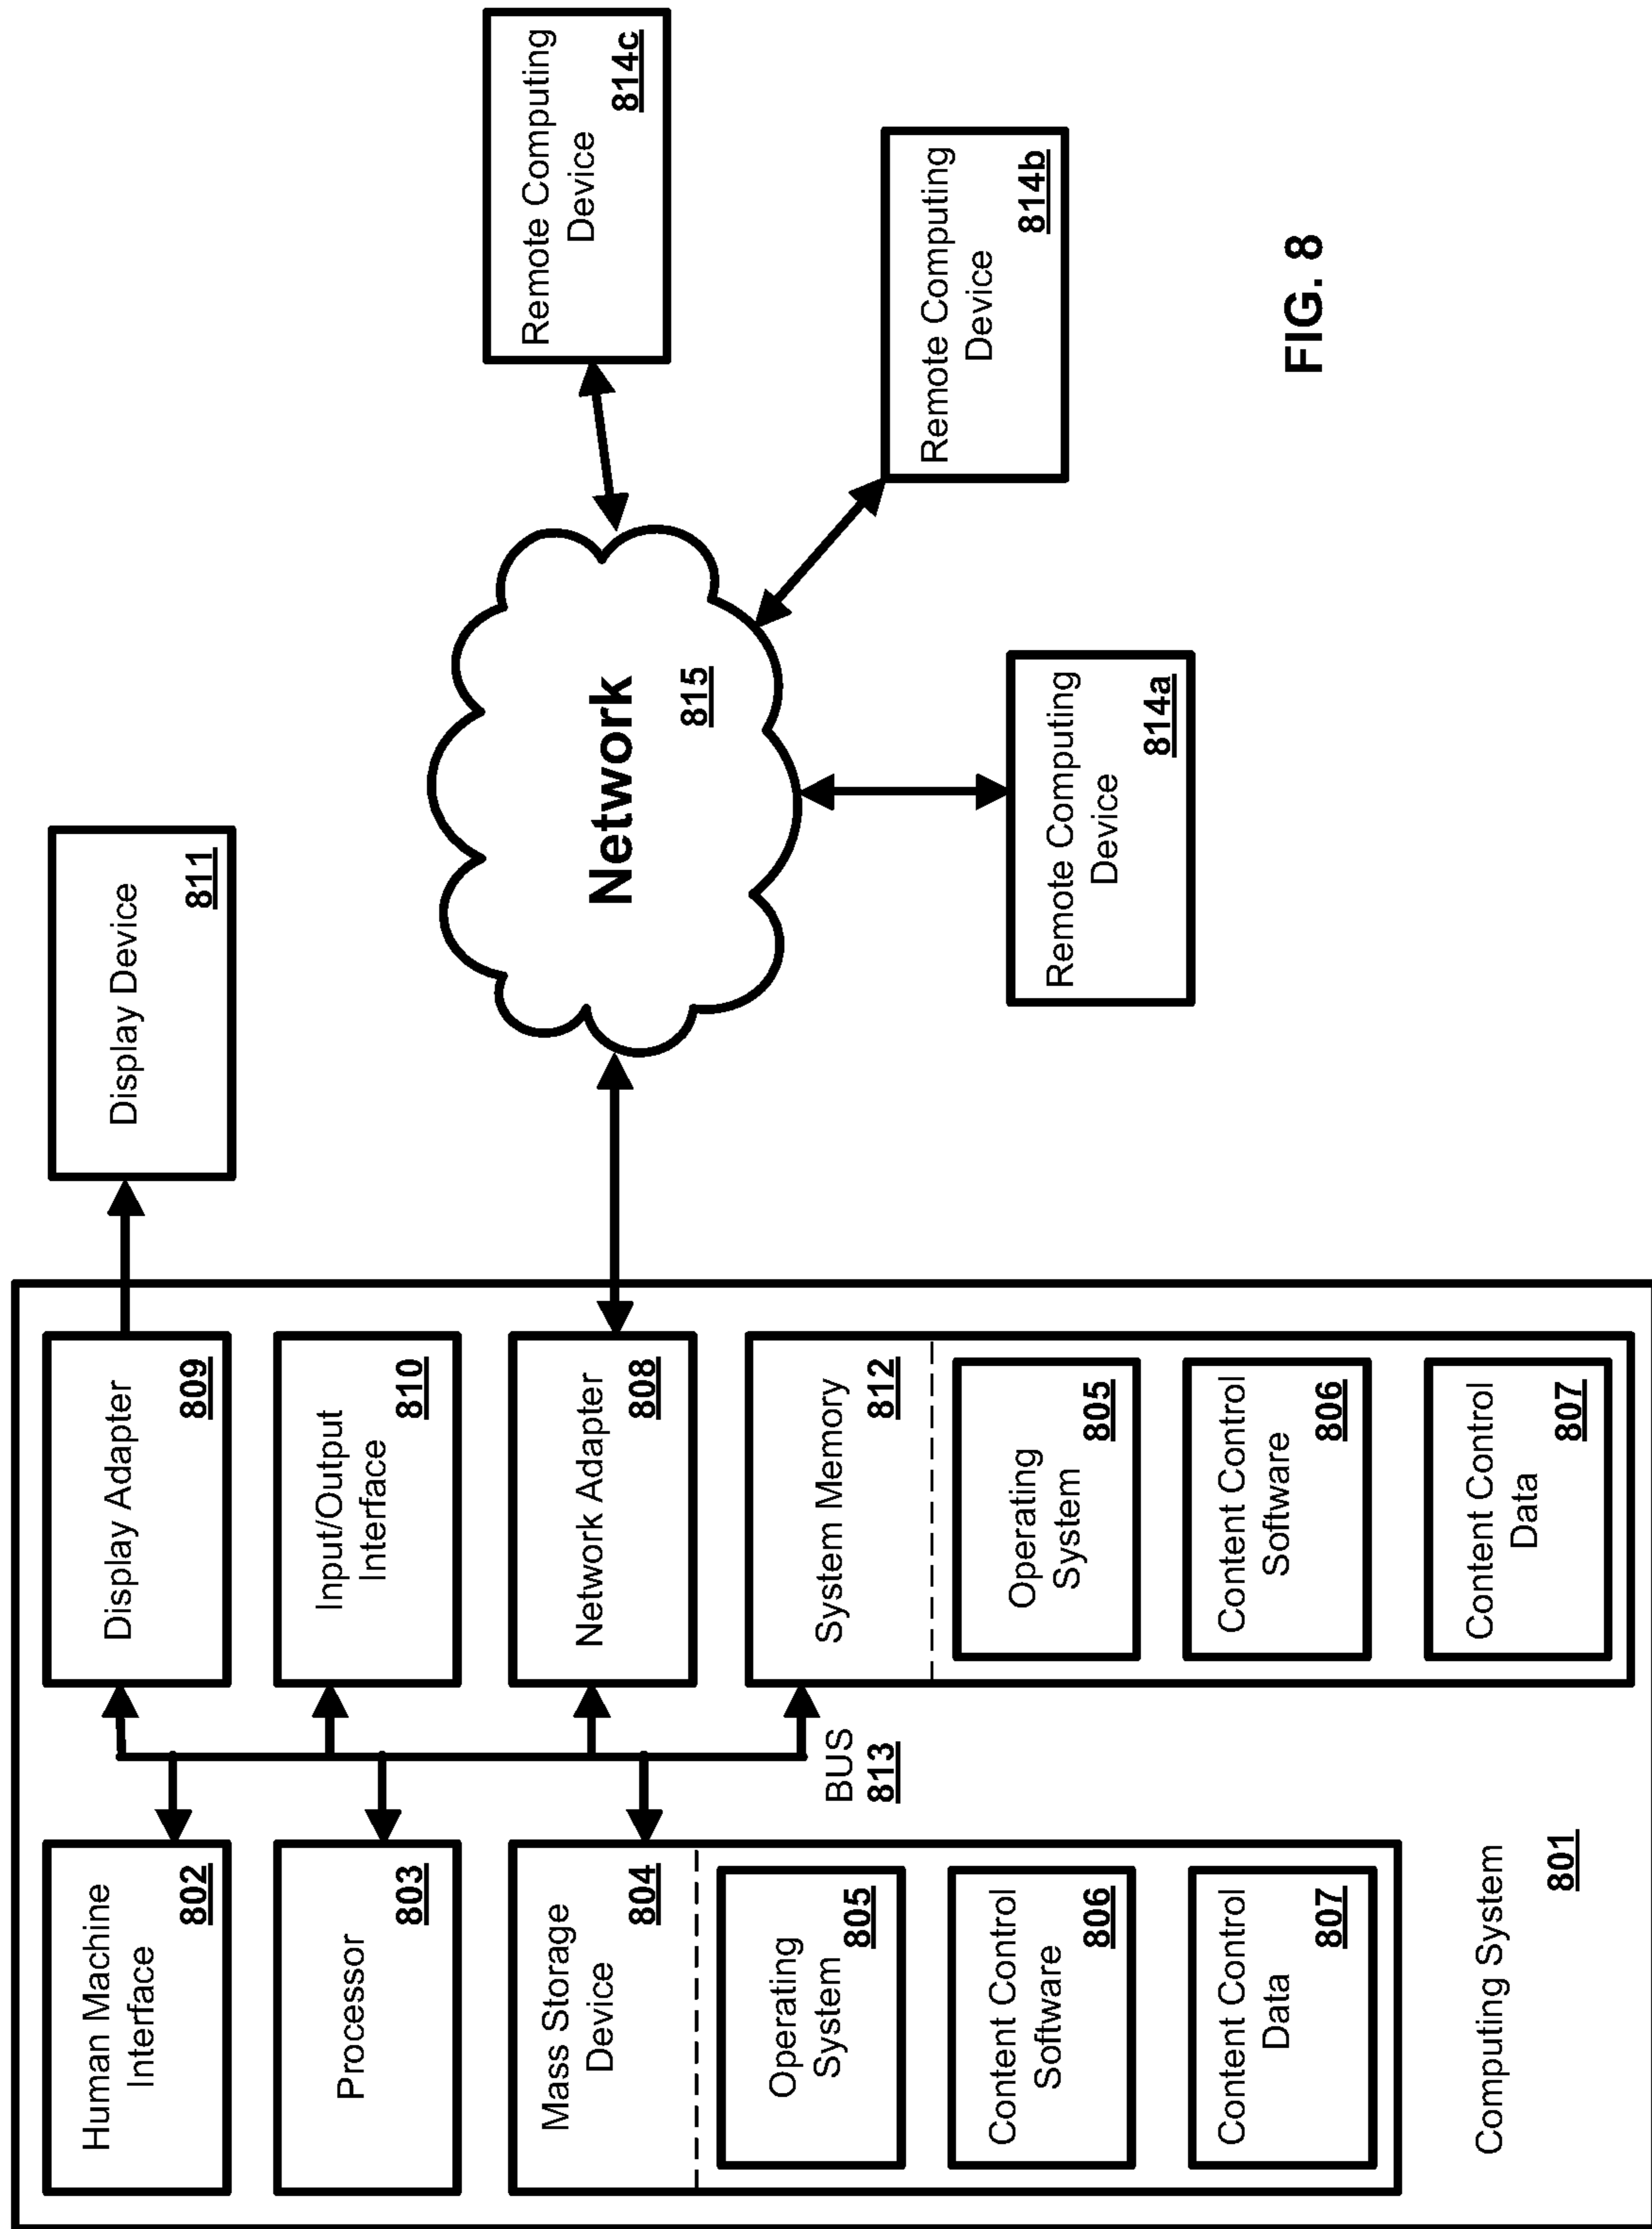 Human Machine
Interface
802
Processor
803
Mass Storage
Device
804
Operating
System
805
Content Control
Software
806
Content Control
Data
807
Computing System
801
BUS
813
Display Adapter
809
Input/Output
Interface
810
Network Adapter
808
System Memory
812
Operating
System
805
Content Control
Software
806
Content Control
Data
807
Display Device
811
Network
815
Remote Computing
Device
814a
Remote Computing
Device
814b
Remote Computing
Device
814c
FIG. 8